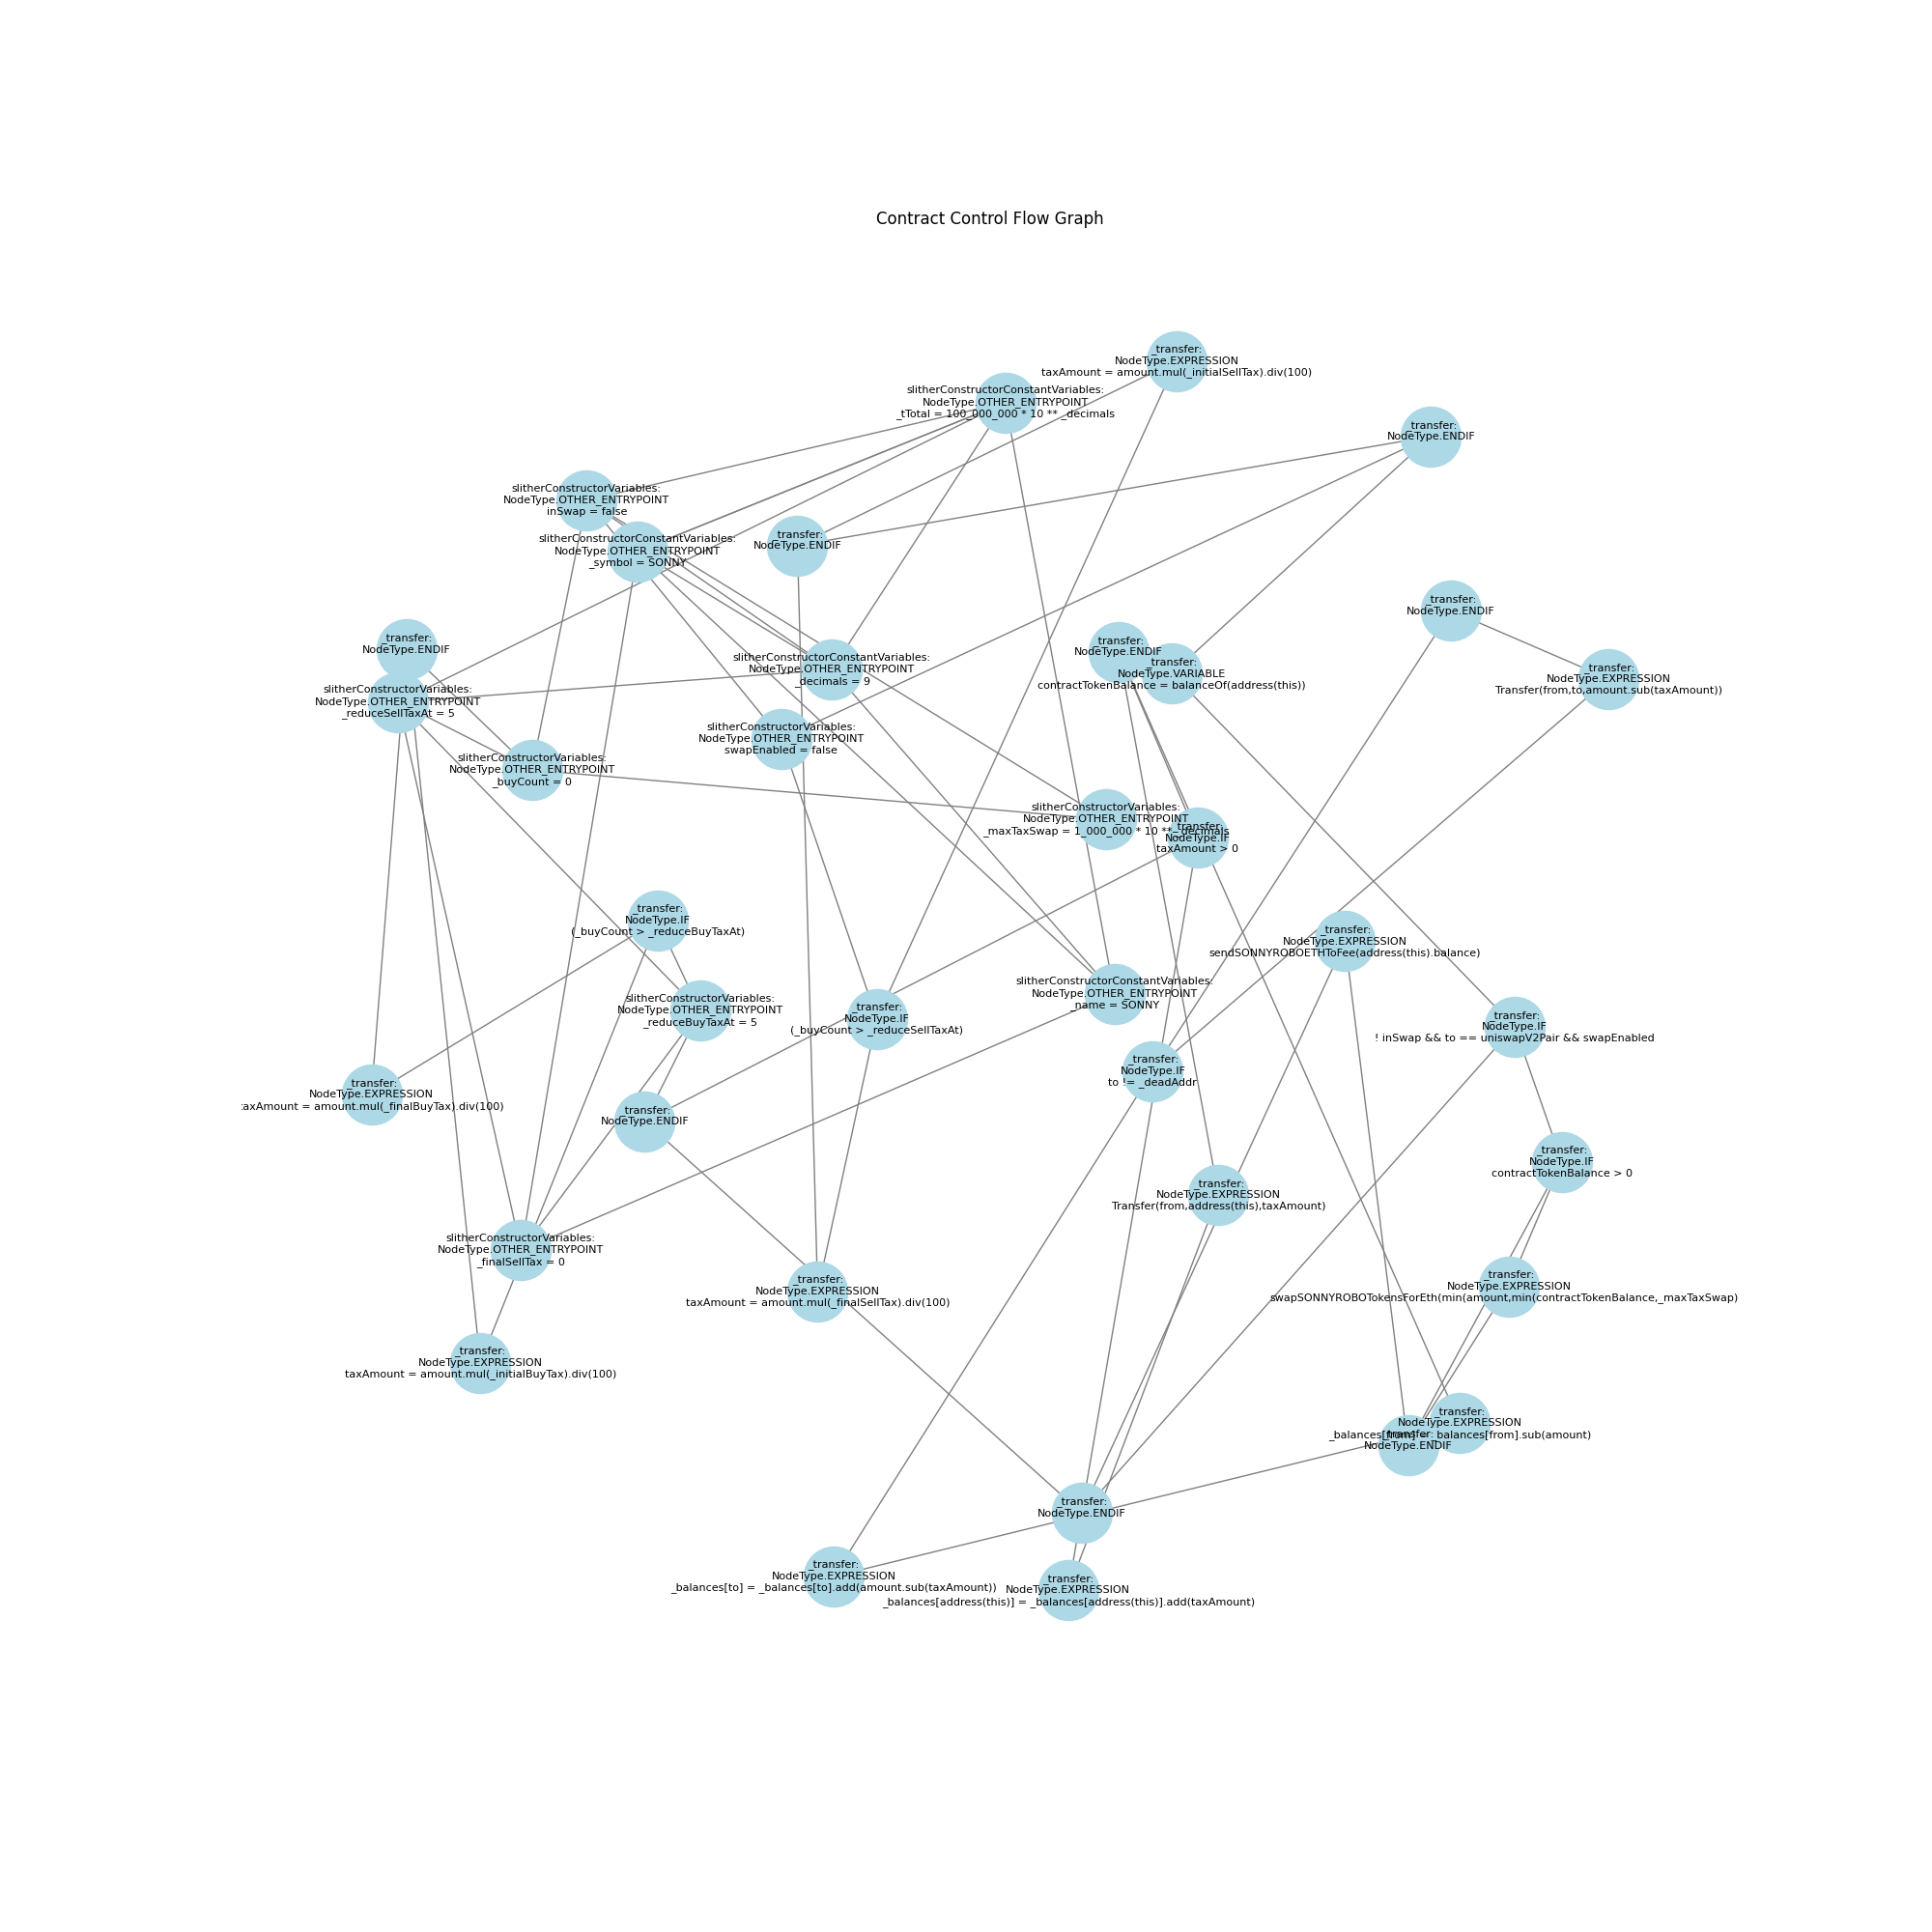 Contract Control Flow Graph
_transfer:
NodeType.EXPRESSION
taxAmount = amount.mul(_initialSellTax).div(100)
slitherConstructorConstantVariables:
NodeType.OTHER_ENTRYPOINT
_tTotal = 100_000_000 * 10 ** _decimals
_transfer:
NodeType.ENDIF
slitherConstructorVariables:
NodeType.OTHER_ENTRYPOINT
inSwap = false
slitherConstructorConstantVariables:
NodeType.OTHER_ENTRYPOINT
_symbol = SONNY
_transfer:
NodeType.ENDIF
_transfer:
NodeType.ENDIF
_transfer:
NodeType.ENDIF
_transfer:
NodeType.ENDIF
slitherConstructorConstantVariables:
NodeType.OTHER_ENTRYPOINT
_decimals = 9
_transfer:
NodeType.VARIABLE
contractTokenBalance = balanceOf(address(this))
_transfer:
NodeType.EXPRESSION
Transfer(from,to,amount.sub(taxAmount))
slitherConstructorVariables:
NodeType.OTHER_ENTRYPOINT
_reduceSellTaxAt = 5
slitherConstructorVariables:
NodeType.OTHER_ENTRYPOINT
swapEnabled = false
slitherConstructorVariables:
NodeType.OTHER_ENTRYPOINT
_buyCount = 0
slitherConstructorVariables:
NodeType.OTHER_ENTRYPOINT
_maxTaxSwap = 1_000_000 * 10 ** _decimals
_transfer:
NodeType.IF
taxAmount > 0
_transfer:
NodeType.IF
(_buyCount > _reduceBuyTaxAt)
_transfer:
NodeType.EXPRESSION
sendSONNYROBOETHToFee(address(this).balance)
slitherConstructorConstantVariables:
NodeType.OTHER_ENTRYPOINT
_name = SONNY
slitherConstructorVariables:
NodeType.OTHER_ENTRYPOINT
_reduceBuyTaxAt = 5
_transfer:
NodeType.IF
(_buyCount > _reduceSellTaxAt)
_transfer:
NodeType.IF
! inSwap && to == uniswapV2Pair && swapEnabled
_transfer:
NodeType.IF
to != _deadAddr
_transfer:
NodeType.EXPRESSION
taxAmount = amount.mul(_finalBuyTax).div(100)
_transfer:
NodeType.ENDIF
_transfer:
NodeType.IF
contractTokenBalance > 0
_transfer:
NodeType.EXPRESSION
Transfer(from,address(this),taxAmount)
slitherConstructorVariables:
NodeType.OTHER_ENTRYPOINT
_finalSellTax = 0
_transfer:
NodeType.EXPRESSION
taxAmount = amount.mul(_finalSellTax).div(100)
_transfer:
NodeType.EXPRESSION
swapSONNYROBOTokensForEth(min(amount,min(contractTokenBalance,_maxTaxSwap)
_transfer:
NodeType.EXPRESSION
taxAmount = amount.mul(_initialBuyTax).div(100)
_transfer:
NodeType.EXPRESSION
_balances[from] = _balances[from].sub(amount)
_transfer:
NodeType.ENDIF
_transfer:
NodeType.ENDIF
_transfer:
NodeType.EXPRESSION
_balances[to] = _balances[to].add(amount.sub(taxAmount))
_transfer:
NodeType.EXPRESSION
_balances[address(this)] = _balances[address(this)].add(taxAmount)